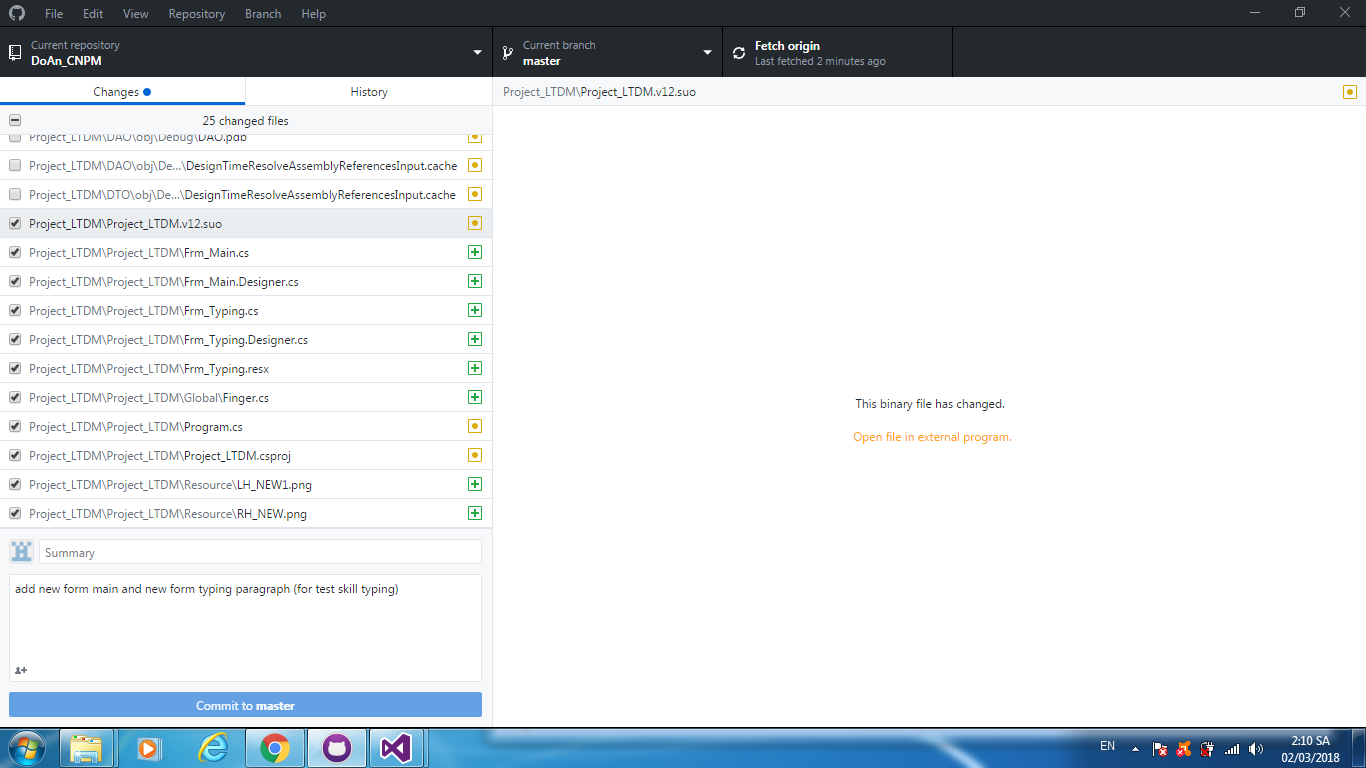 File Edit View Repository Branch Help
Current repository
DoAn_CNPM
Current branch
master
Fetch origin
Last fetched 2 minutes ago
Changes
History
Project_LTDM\Project_LTDM.v12.suo
25 changed files
Project_LTDM\DAO\obj\Debug\DAO.pdb
Project_LTDM\DAO\obj\De...\DesignTimeResolveAssemblyReferencesInput.cache
Project_LTDM\DTO\obj\De...\DesignTimeResolveAssemblyReferencesInput.cache
Project_LTDM\Project_LTDM.v12.suo
Project_LTDM\Project_LTDM\Frm_Main.cs
Project_LTDM\Project_LTDM\Frm_Main.Designer.cs
Project_LTDM\Project_LTDM\Frm_Typing.cs
Project_LTDM\Project_LTDM\Frm_Typing.Designer.cs
Project_LTDM\Project_LTDM\Frm_Typing.resx
Project_LTDM\Project_LTDM\Global\Finger.cs
Project_LTDM\Project_LTDM\Program.cs
Project_LTDM\Project_LTDM\Project_LTDM.csproj
Project_LTDM\Project_LTDM\Resource\LH_NEW1.png
Project_LTDM\Project_LTDM\Resource\RH_NEW.png
This binary file has changed.
Open file in external program.
Summary
add new form main and new form typing paragraph (for test skill typing)
Commit to master
EN
2:10 SA
02/03/2018